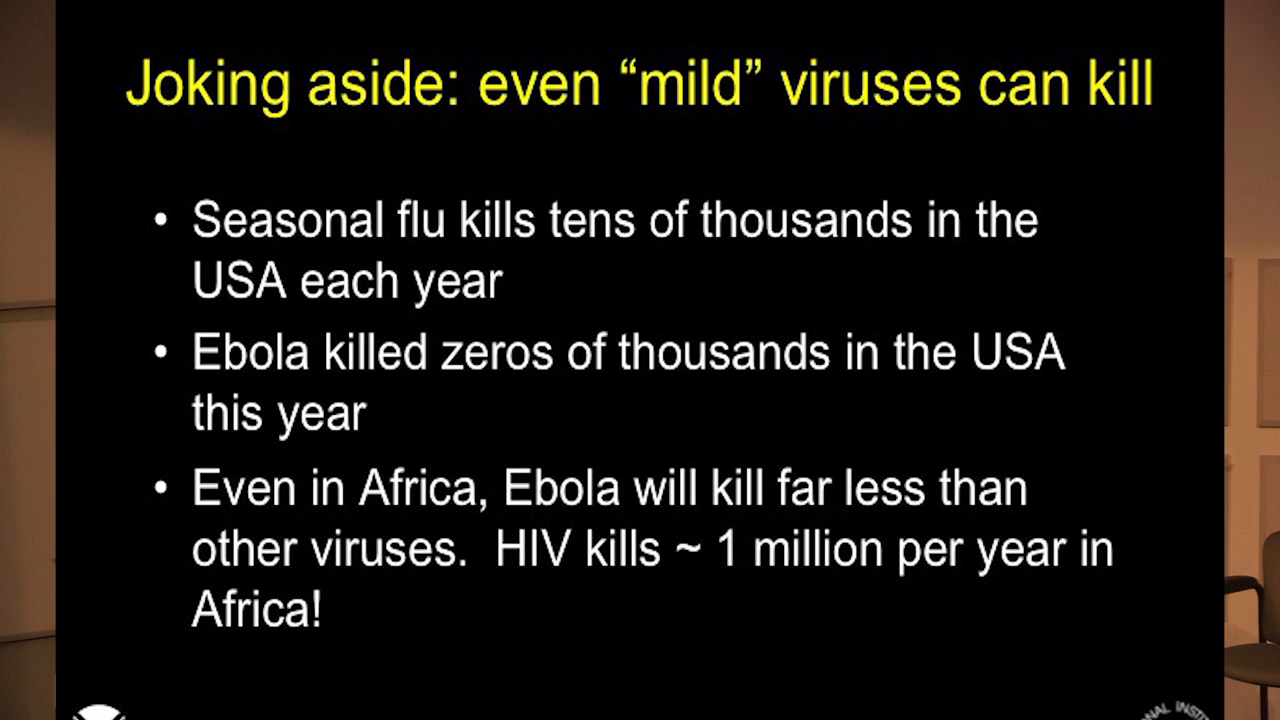 Joking aside: even “mild” viruses can kill
• Seasonal flu kills tens of thousands in the
USA each year
• Ebola killed zeros of thousands in the USA
this year
• Even in Africa, Ebola will kill far less than
other viruses.  HIV kills ~ 1 million per year in
Africa!